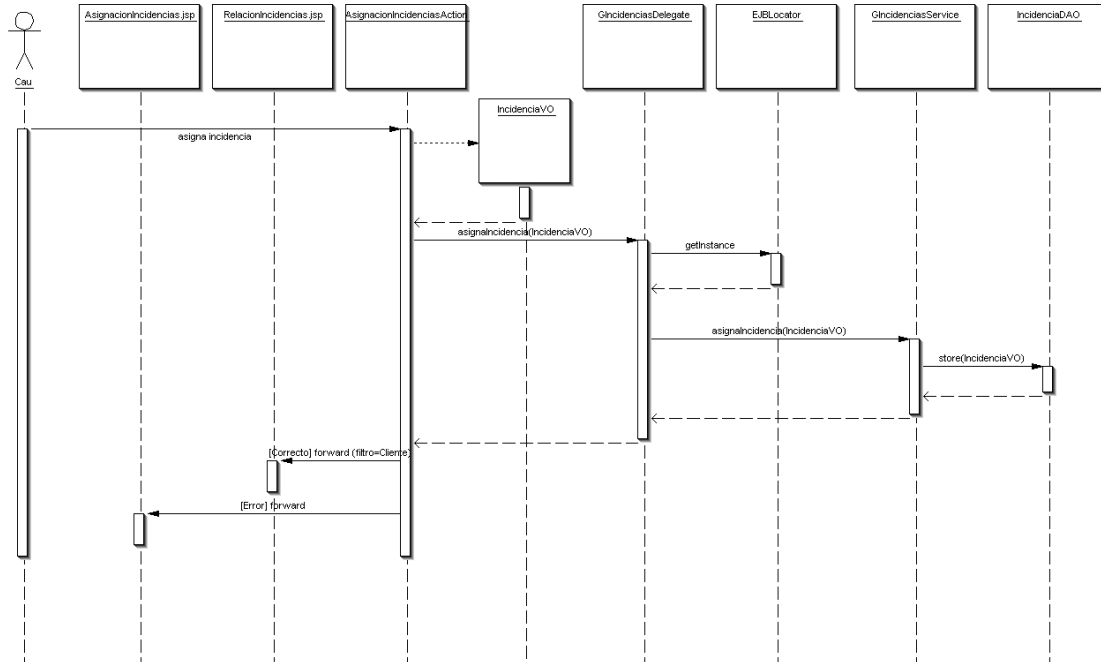 AsignacionIncidencias.jsp
RelacionIncidencias.jsp
AsignacionIncidenciasAction
GIncidenciasDelegate
EJBLocator
GIncidenciasService
IncidenciaDAO
Cau
IncidenciaVO
asigna incidencia
asignaIncidencia(IncidenciaVO)
getInstance
asignaIncidencia(IncidenciaVO)
store(IncidenciaVO)
[Correcto] forward (filtro=Cliente)
[Error] forward